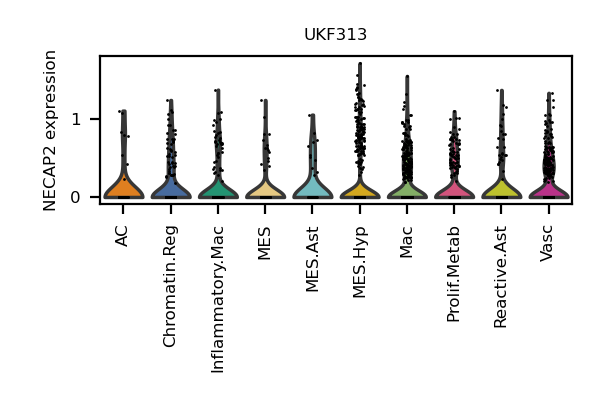 UKF313
NECAP2 expression
1
0
AC
Chromatin.Reg
Inflammatory.Mac
MES
MES.Ast
MES.Hyp
Mac
Prolif.Metab
Reactive.Ast
Vasc